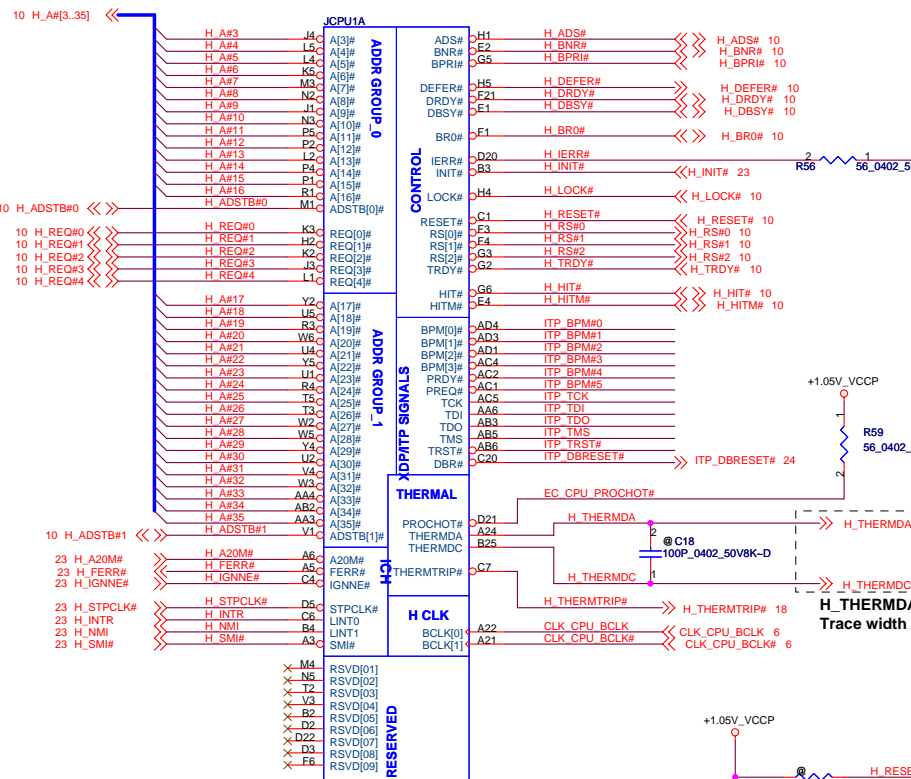 JCPU1A
10 H_A#[3..35]
H_A#3 J4 A[3]#
H_A#4 L5 A[4]#
H_A#5 L4 A[5]#
H_A#6 K5 A[6]#
H_A#7 M3 A[7]#
H_A#8 N2 A[8]#
H_A#9 J1 A[9]#
H_A#10 N3 A[10]#
H_A#11 P5 A[11]#
H_A#12 P2 A[12]#
H_A#13 L2 A[13]#
H_A#14 P4 A[14]#
H_A#15 P1 A[15]#
H_A#16 R1 A[16]#
10 H_ADSTB#0 H_ADSTB#0 M1 ADSTB[0]#
10 H_REQ#0 H_REQ#0 K3 REQ[0]#
10 H_REQ#1 H_REQ#1 H2 REQ[1]#
10 H_REQ#2 H_REQ#2 K2 REQ[2]#
10 H_REQ#3 H_REQ#3 J3 REQ[3]#
10 H_REQ#4 H_REQ#4 L1 REQ[4]#
ADDR GROUP_0
H_A#17 Y2 A[17]#
H_A#18 U5 A[18]#
H_A#19 R3 A[19]#
H_A#20 W6 A[20]#
H_A#21 U4 A[21]#
H_A#22 Y5 A[22]#
H_A#23 U1 A[23]#
H_A#24 R4 A[24]#
H_A#25 T5 A[25]#
H_A#26 T3 A[26]#
H_A#27 W2 A[27]#
H_A#28 W5 A[28]#
H_A#29 Y4 A[29]#
H_A#30 U2 A[30]#
H_A#31 V4 A[31]#
H_A#32 W3 A[32]#
H_A#33 AA4 A[33]#
H_A#34 AB2 A[34]#
H_A#35 AA3 A[35]#
10 H_ADSTB#1 H_ADSTB#1 V1 ADSTB[1]#
ADDR GROUP_1
23 H_A20M# H_A20M# A6 A20M#
23 H_FERR# H_FERR# A5 FERR#
23 H_IGNNE# H_IGNNE# C4 IGNNE#
23 H_STPCLK# H_STPCLK# D5 STPCLK#
23 H_INTR H_INTR C6 LINT0
23 H_NMI H_NMI B4 LINT1
23 H_SMI# H_SMI# A3 SMI#
ICH
M4 RSVD[01]
N5 RSVD[02]
T2 RSVD[03]
V3 RSVD[04]
B2 RSVD[05]
D2 RSVD[06]
D22 RSVD[07]
D3 RSVD[08]
F6 RSVD[09]
RESERVED
CONTROL
ADS# H1 H_ADS# H_ADS# 10
BNR# E2 H_BNR# H_BNR# 10
BPRI# G5 H_BPRI# H_BPRI# 10
DEFER# H5 H_DEFER# H_DEFER# 10
DRDY# F21 H_DRDY# H_DRDY# 10
DBSY# E1 H_DBSY# H_DBSY# 10
BR0# F1 H_BR0# H_BR0# 10
IERR# D20 H_IERR# 2 1
R56 56_0402_5
INIT# B3 H_INIT# H_INIT# 23
LOCK# H4 H_LOCK# H_LOCK# 10
RESET# C1 H_RESET# H_RESET# 10
RS[0]# F3 H_RS#0 H_RS#0 10
RS[1]# F4 H_RS#1 H_RS#1 10
RS[2]# G3 H_RS#2 H_RS#2 10
TRDY# G2 H_TRDY# H_TRDY# 10
HIT# G6 H_HIT# H_HIT# 10
HITM# E4 H_HITM# H_HITM# 10
XDP/ITP SIGNALS
BPM[0]# AD4 ITP_BPM#0
BPM[1]# AD3 ITP_BPM#1
BPM[2]# AD1 ITP_BPM#2
BPM[3]# AC4 ITP_BPM#3
PRDY# AC2 ITP_BPM#4
PREQ# AC1 ITP_BPM#5
TCK AC5 ITP_TCK
TDI AA6 ITP_TDI
TDO AB3 ITP_TDO
TMS AB5 ITP_TMS
TRST# AB6 ITP_TRST#
DBR# C20 ITP_DBRESET# ITP_DBRESET# 24
+1.05V_VCCP
1
R59
56_0402_
2
THERMAL
EC_CPU_PROCHOT#
PROCHOT# D21
THERMDA A24 H_THERMDA H_THERMDA
THERMDC B25
2
@ C18
100P_0402_50V8K~D
1
H_THERMDC H_THERMDC
THERMTRIP# C7 H_THERMTRIP# H_THERMTRIP# 18
H_THERMDA
Trace width
H CLK
BCLK[0] A22 CLK_CPU_BCLK CLK_CPU_BCLK 6
BCLK[1] A21 CLK_CPU_BCLK# CLK_CPU_BCLK# 6
+1.05V_VCCP
@
H_RESE